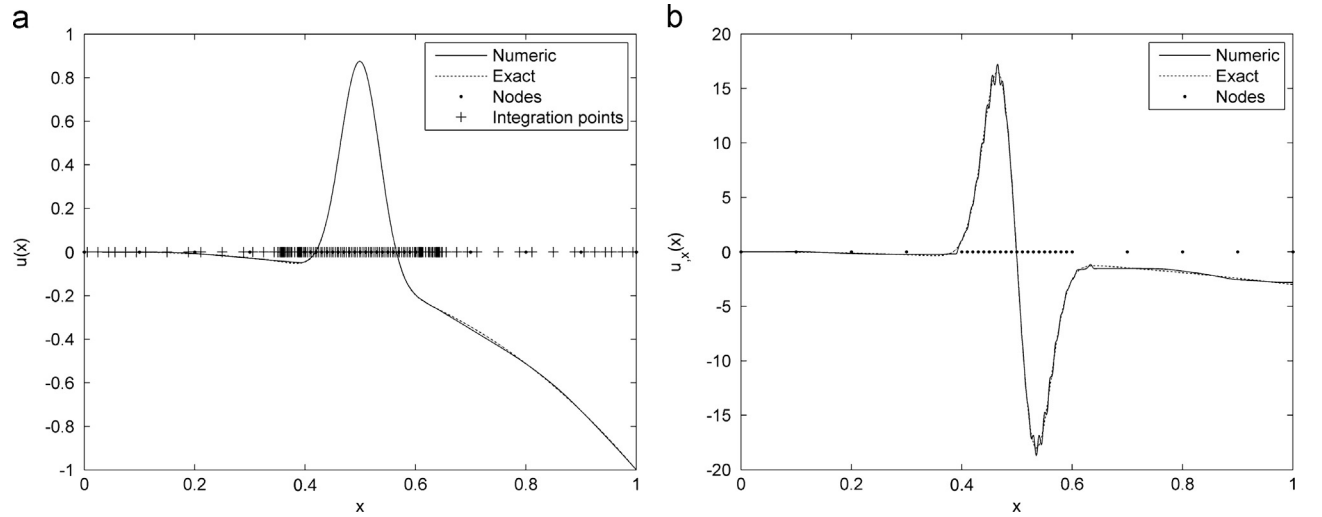 a
1
0.8
0.6
0.4
0.2
0
-0.2
-0.4
-0.6
-0.8
-1
u(x)
0 0.2 0.4 0.6 0.8 1
x
Numeric
Exact
Nodes
Integration points
b
20
15
10
5
0
-5
-10
-15
-20
u,x(x)
0 0.2 0.4 0.6 0.8 1
x
Numeric
Exact
Nodes